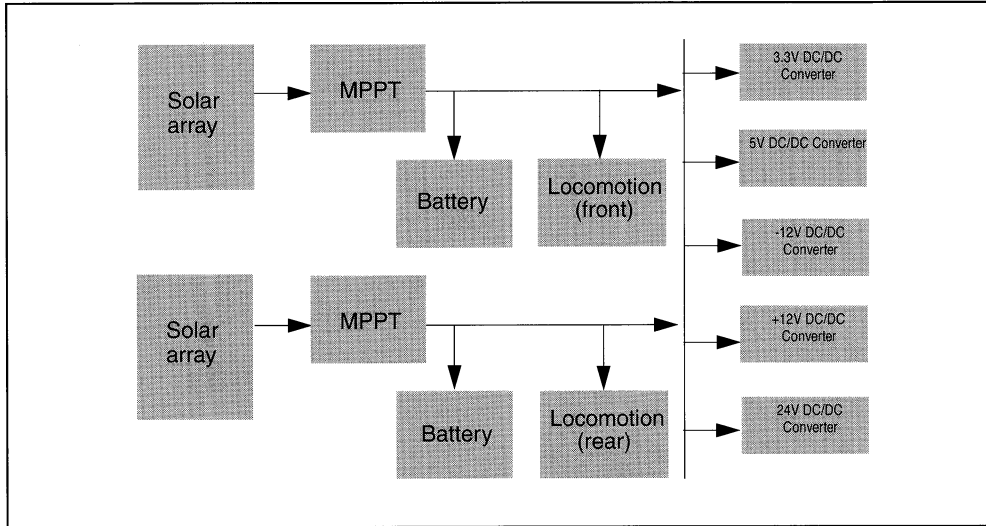 Solar
array
MPPT
Battery
Locomotion
(front)
Solar
array
MPPT
Battery
Locomotion
(rear)
3.3V DC/DC
Converter
5V DC/DC Converter
-12V DC/DC
Converter
+12V DC/DC
Converter
24V DC/DC
Converter